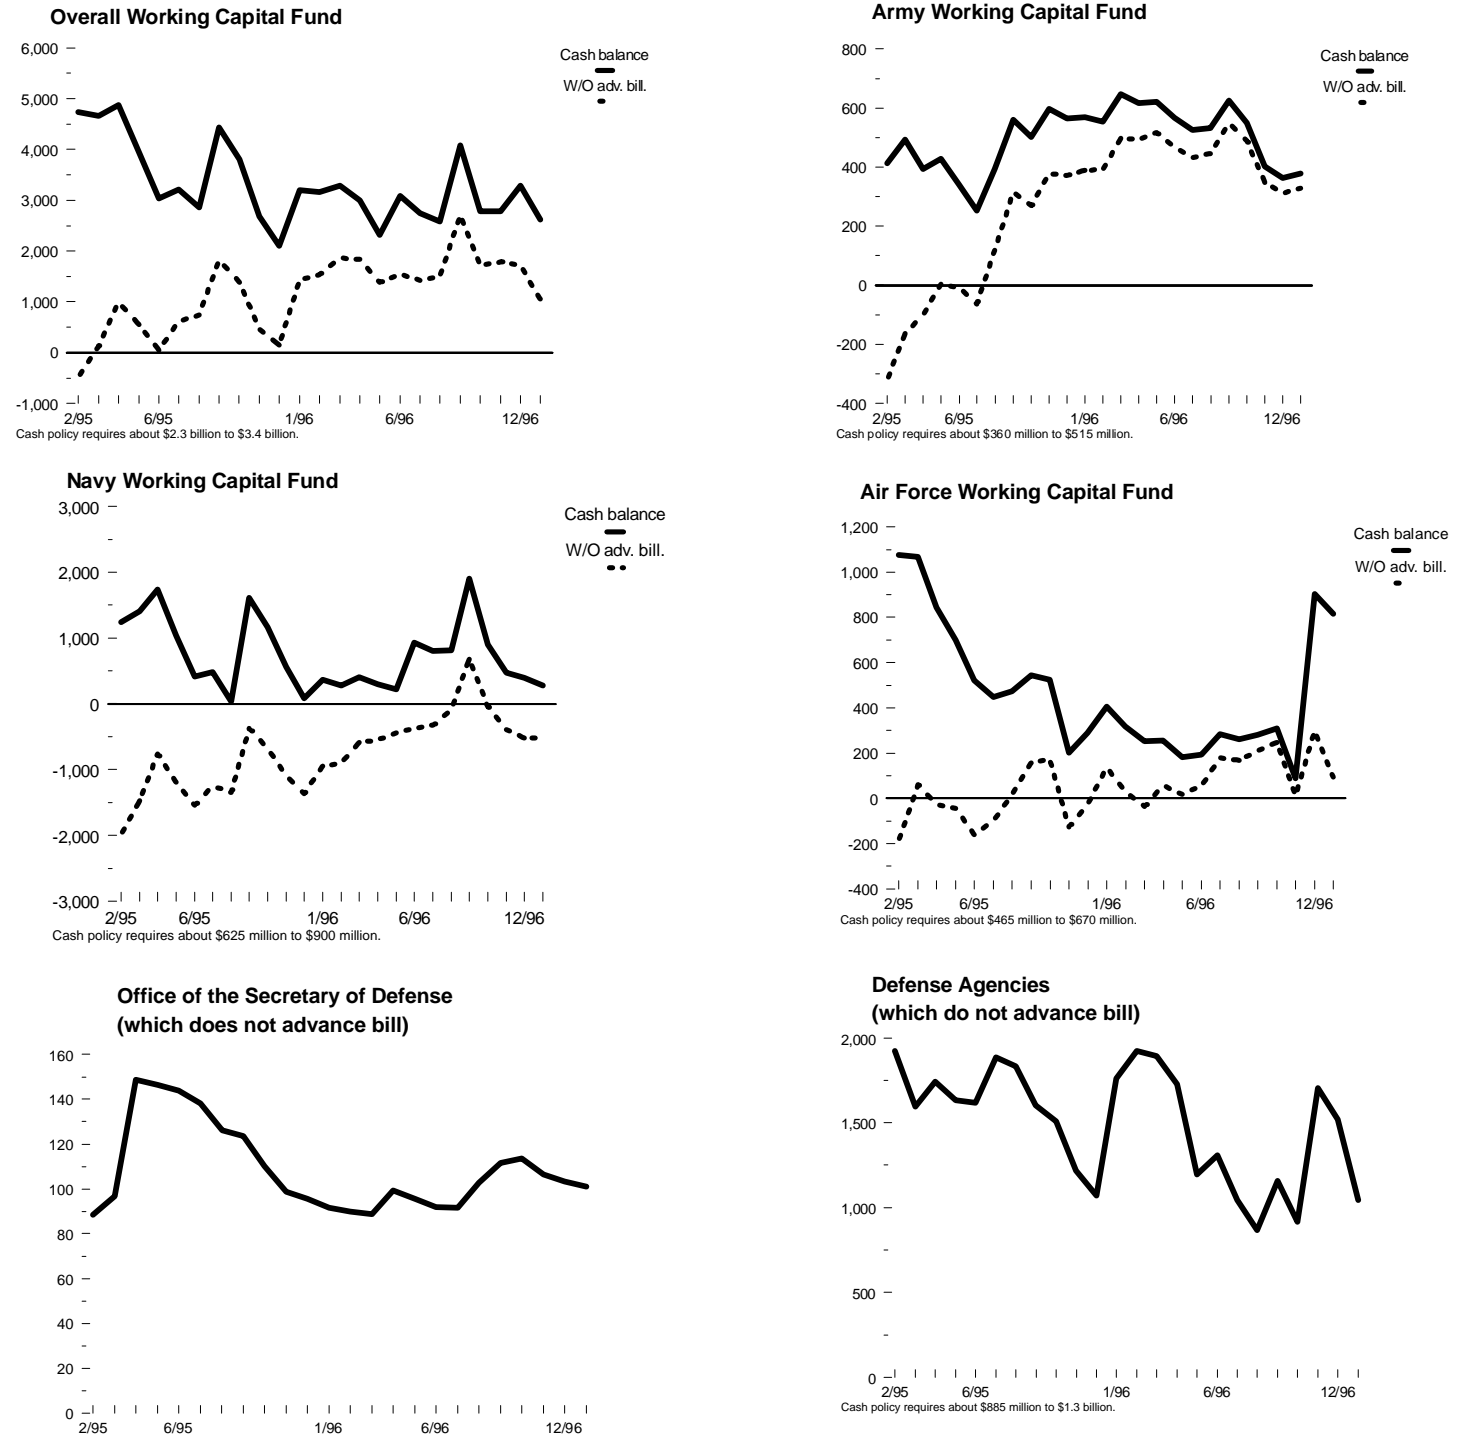 Overall Working Capital Fund
6,000
5,000
4,000
3,000
2,000
1,000
0
-1,000
2/95 6/95 1/96 6/96 12/96
Cash balance
W/O adv. bill.
Cash policy requires about $2.3 billion to $3.4 billion.
Army Working Capital Fund
800
600
400
200
0
-200
-400
2/95 6/95 1/96 6/96 12/96
Cash balance
W/O adv. bill.
Cash policy requires about $360 million to $515 million.
Navy Working Capital Fund
3,000
2,000
1,000
0
-1,000
-2,000
-3,000
2/95 6/95 1/96 6/96 12/96
Cash balance
W/O adv. bill.
Cash policy requires about $625 million to $900 million.
Air Force Working Capital Fund
1,200
1,000
800
600
400
200
0
-200
-400
2/95 6/95 1/96 6/96 12/96
Cash balance
W/O adv. bill.
Cash policy requires about $465 million to $670 million.
Office of the Secretary of Defense
(which does not advance bill)
160
140
120
100
80
60
40
20
0
2/95 6/95 1/96 6/96 12/96
Defense Agencies
(which do not advance bill)
2,000
1,500
1,000
500
0
2/95 6/95 1/96 6/96 12/96
Cash policy requires about $885 million to $1.3 billion.